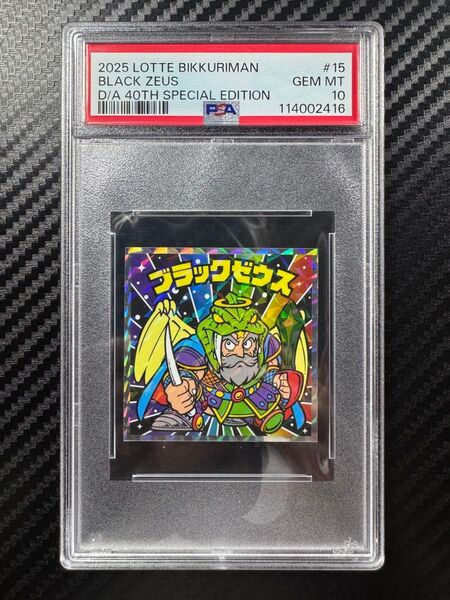 2025 LOTTE BIKKURIMAN #15
BLACK ZEUS GEM MT
D/A 40TH SPECIAL EDITION 10
PSA 114002416
ブラックゼウス